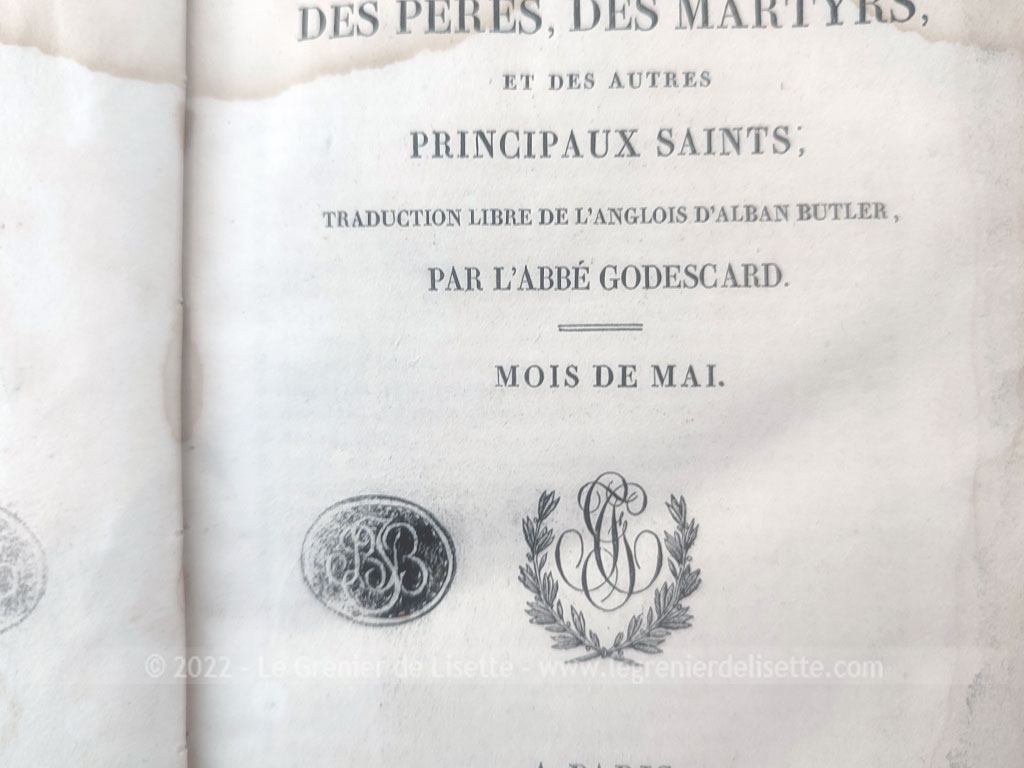 DES PÈRES, DES MARTYRS,
ET DES AUTRES
PRINCIPAUX SAINTS;
TRADUCTION LIBRE DE L'ANGLOIS D'ALBAN BUTLER,
PAR L'ABBÉ GODESCARD.
MOIS DE MAI.
© 2022 - Le Grenier de Lisette - www.legrenierdelisette.com
A PARIS